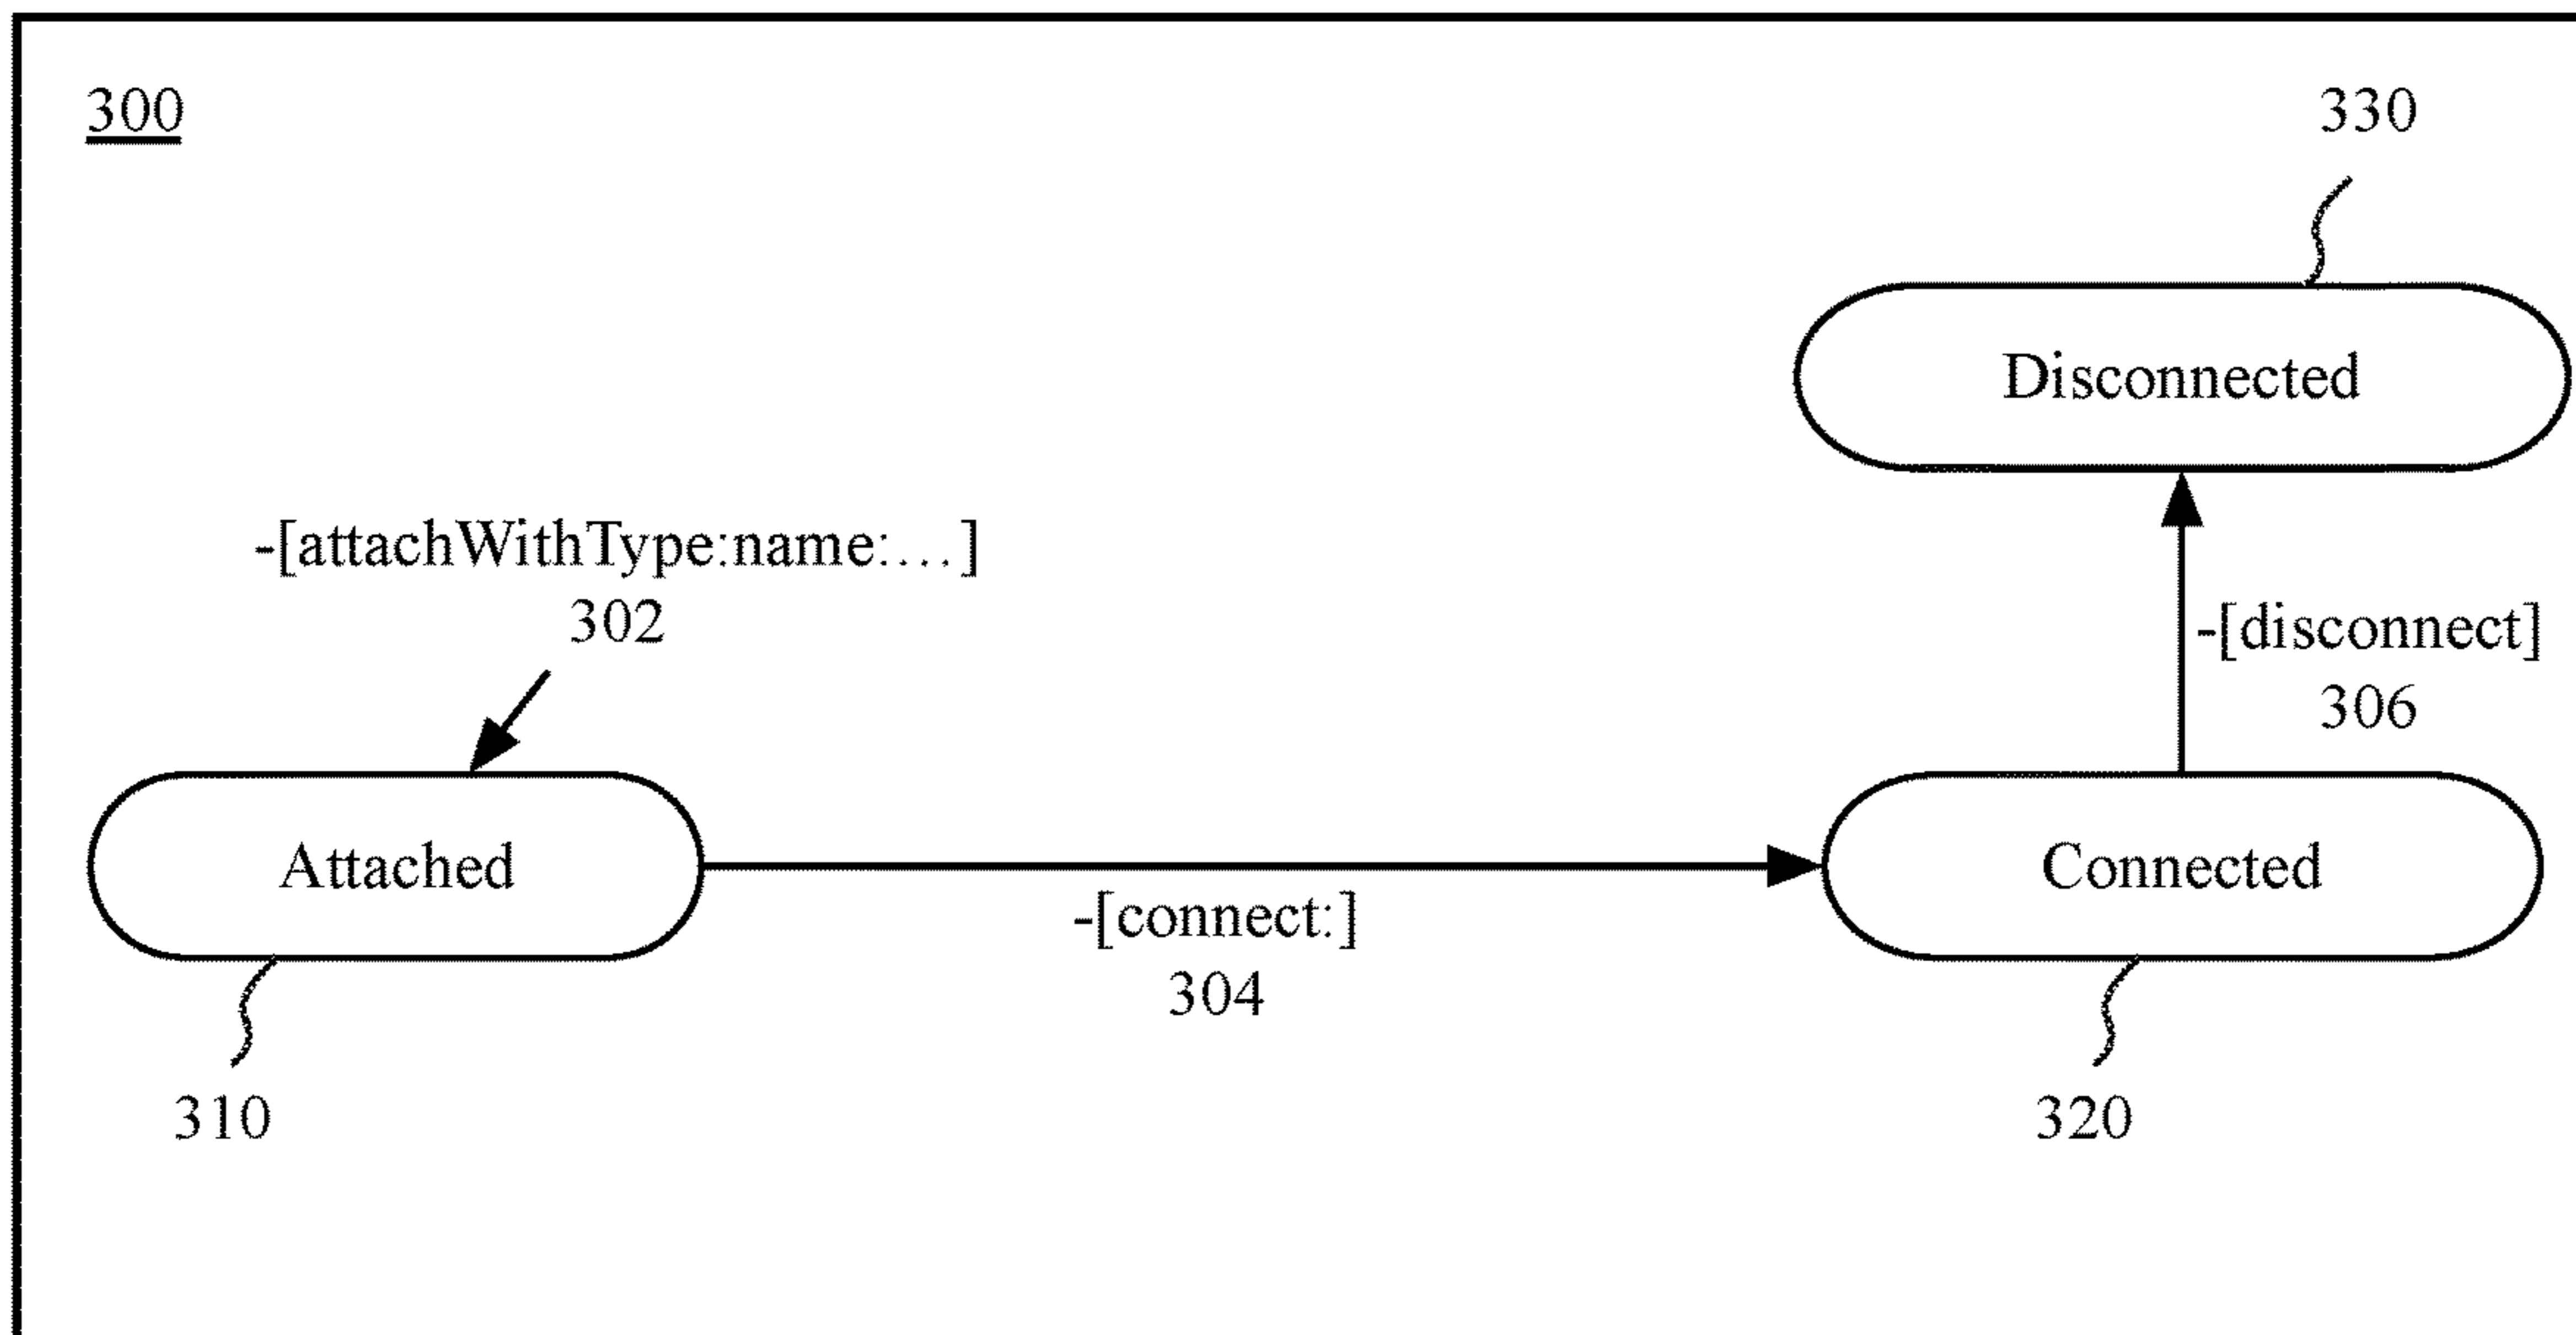 300
330
Disconnected
-[attachWithType:name:...]
302
-[disconnect]
306
Attached
Connected
-[connect:]
304
310
320